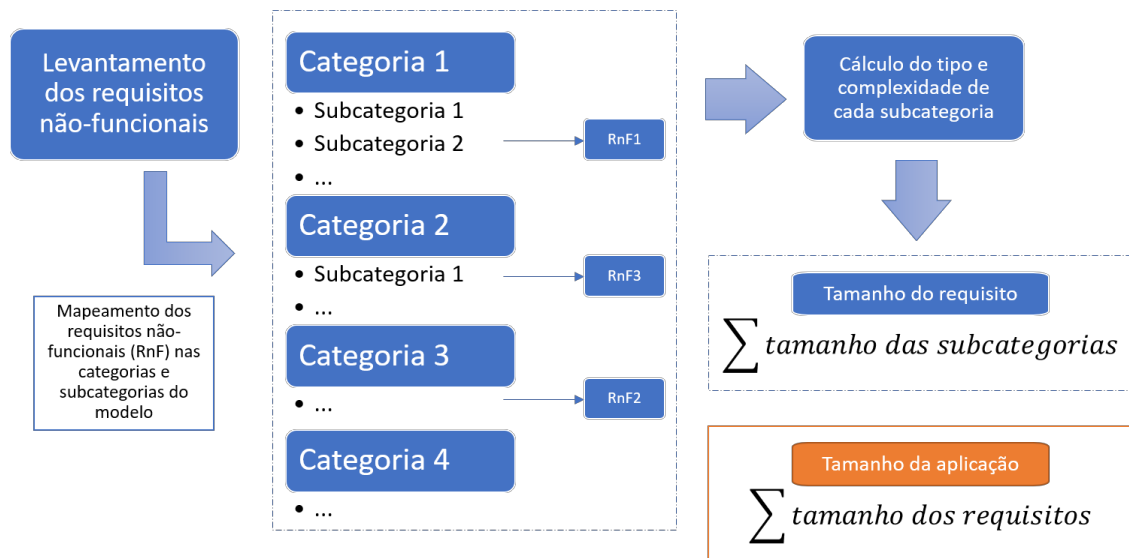 Levantamento
dos requisitos
não-funcionais
Mapeamento dos
requisitos não-
funcionais (RnF) nas
categorias e
subcategorias do
modelo
Categoria 1
• Subcategoria 1
• Subcategoria 2
RnF1
• ...
Categoria 2
• Subcategoria 1
RnF3
• ...
Categoria 3
• ...
RnF2
Categoria 4
• ...
Cálculo do tipo e
complexidade de
cada subcategoria
Tamanho do requisito
∑ tamanho das subcategorias
Tamanho da aplicação
∑ tamanho dos requisitos